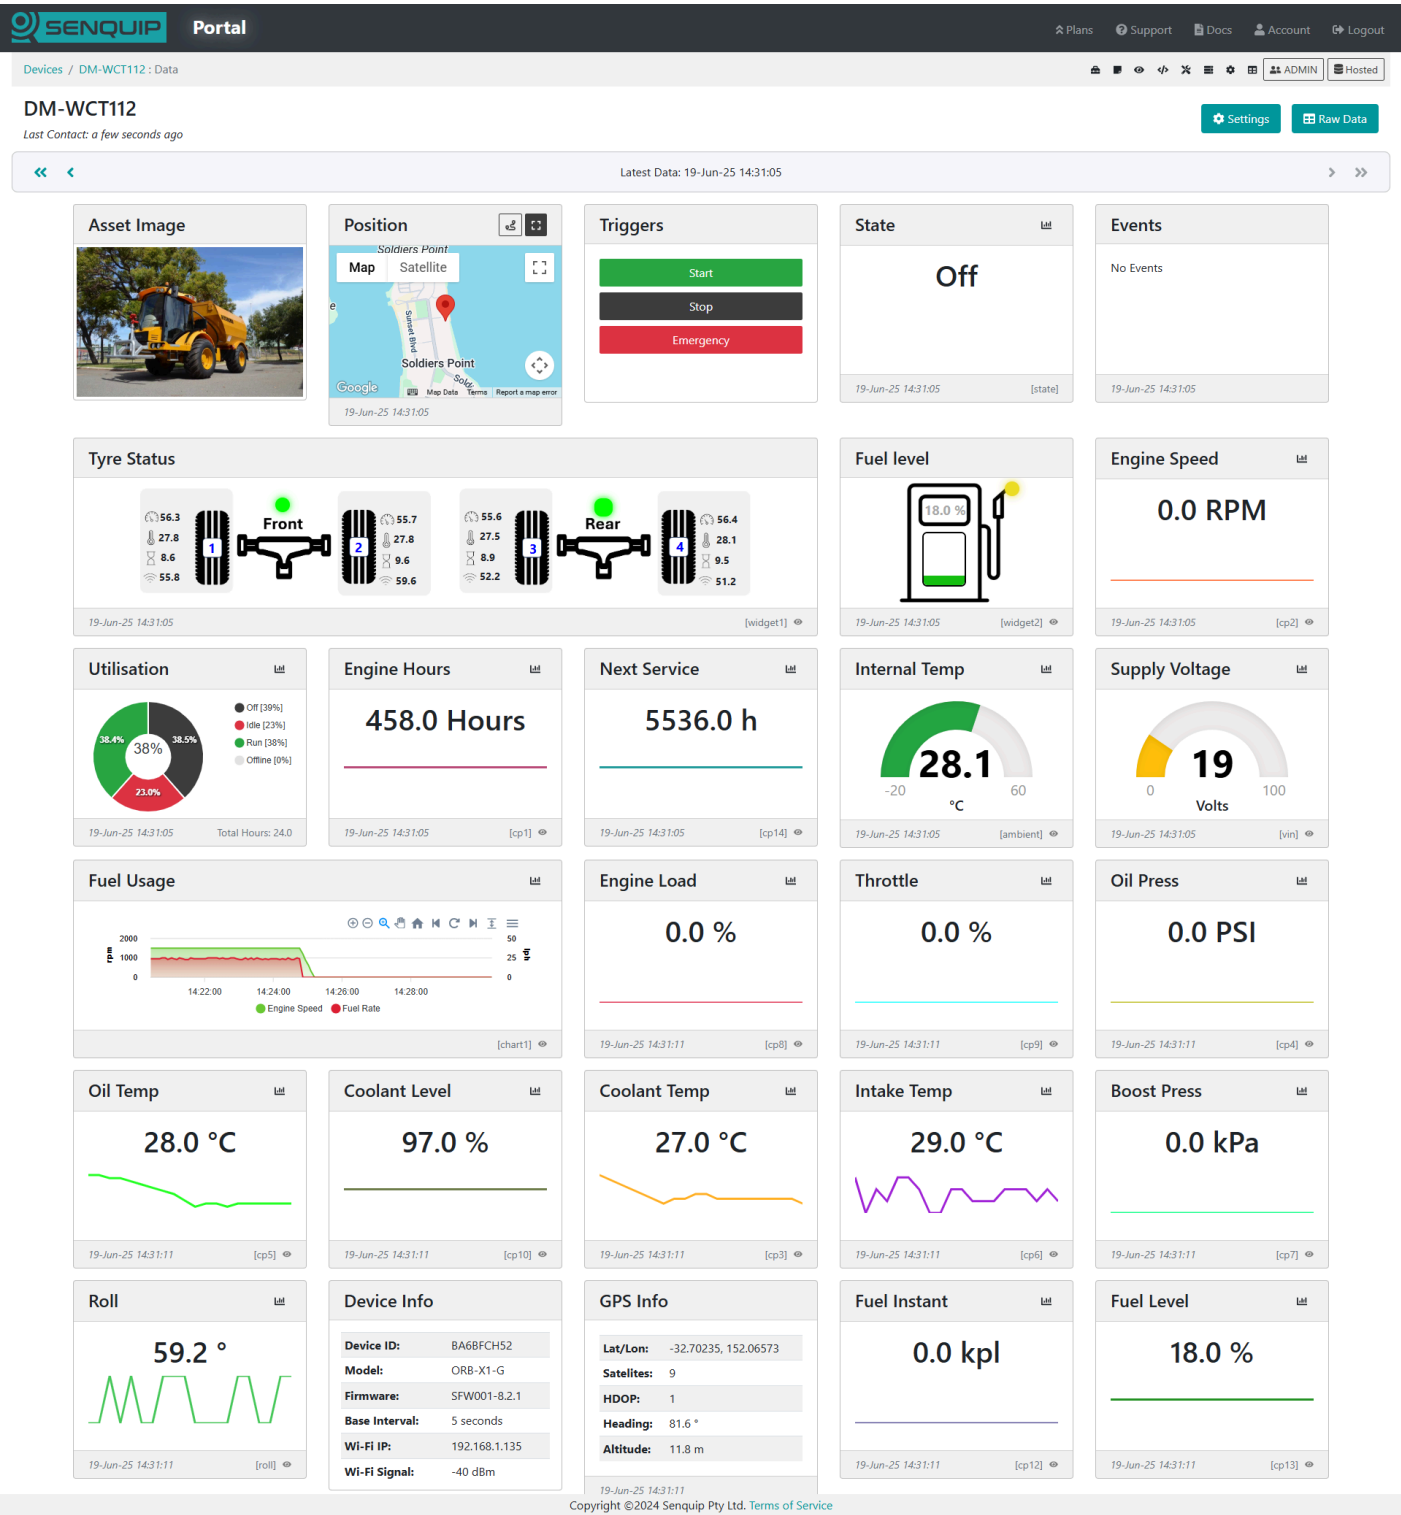 SENQUIP Portal
Plans Support Docs Account Logout
Devices / DM-WCT112 : Data
ADMIN Hosted
DM-WCT112
Last Contact: a few seconds ago
Settings Raw Data
Latest Data: 19-Jun-25 14:31:05
Asset Image
Position
Soldiers Point
Map Satellite
Sunset Blvd
Soldiers Point
Google
Map Data Terms Report a map error
19-Jun-25 14:31:05
Triggers
Start
Stop
Emergency
State
Off
19-Jun-25 14:31:05 [state]
Events
No Events
19-Jun-25 14:31:05
Tyre Status
56.3
27.8
8.6
55.8
1
Front
2
55.7
27.8
9.6
59.6
55.6
27.5
8.9
52.2
3
Rear
4
56.4
28.1
9.5
51.2
19-Jun-25 14:31:05 [widget1]
Fuel level
18.0 %
19-Jun-25 14:31:05 [widget2]
Engine Speed
0.0 RPM
19-Jun-25 14:31:05 [cp2]
Utilisation
38.4%
38%
38.5%
23.0%
Off [39%]
Idle [23%]
Run [38%]
Offline [0%]
19-Jun-25 14:31:05 Total Hours: 24.0
Engine Hours
458.0 Hours
19-Jun-25 14:31:05 [cp1]
Next Service
5536.0 h
19-Jun-25 14:31:05 [cp14]
Internal Temp
28.1
-20 60
°C
19-Jun-25 14:31:05 [ambient]
Supply Voltage
19
0 100
Volts
19-Jun-25 14:31:05 [vin]
Fuel Usage
2000
1000
0
rpm
50
25
0
lph
14:22:00 14:24:00 14:26:00 14:28:00
Engine Speed Fuel Rate
[chart1]
Engine Load
0.0 %
19-Jun-25 14:31:11 [cp8]
Throttle
0.0 %
19-Jun-25 14:31:11 [cp9]
Oil Press
0.0 PSI
19-Jun-25 14:31:11 [cp4]
Oil Temp
28.0 °C
19-Jun-25 14:31:11 [cp5]
Coolant Level
97.0 %
19-Jun-25 14:31:11 [cp10]
Coolant Temp
27.0 °C
19-Jun-25 14:31:11 [cp3]
Intake Temp
29.0 °C
19-Jun-25 14:31:11 [cp6]
Boost Press
0.0 kPa
19-Jun-25 14:31:11 [cp7]
Roll
59.2 °
19-Jun-25 14:31:11 [roll]
Device Info
Device ID: BA6BFCH52
Model: ORB-X1-G
Firmware: SFW001-8.2.1
Base Interval: 5 seconds
Wi-Fi IP: 192.168.1.135
Wi-Fi Signal: -40 dBm
GPS Info
Lat/Lon: -32.70235, 152.06573
Satelites: 9
HDOP: 1
Heading: 81.6 °
Altitude: 11.8 m
19-Jun-25 14:31:11
Fuel Instant
0.0 kpl
19-Jun-25 14:31:11 [cp12]
Fuel Level
18.0 %
19-Jun-25 14:31:11 [cp13]
Copyright ©2024 Senquip Pty Ltd. Terms of Service